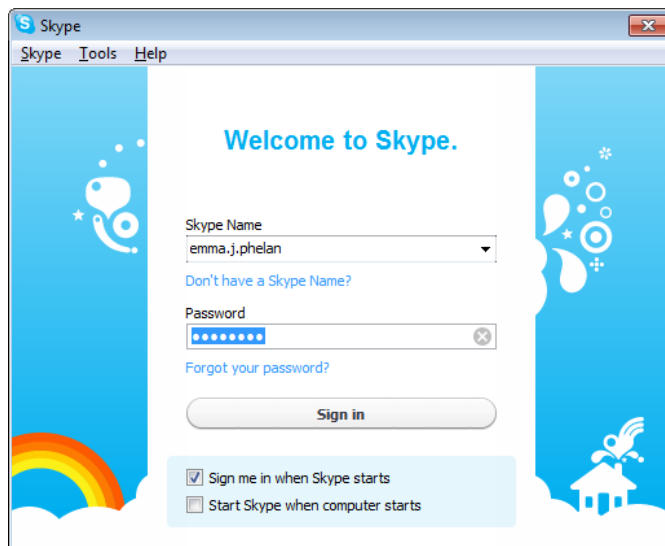 Skype
Skype Tools Help
Welcome to Skype.
Skype Name
emma.j.phelan
Don't have a Skype Name?
Password
●●●●●●●●
Forgot your password?
Sign in
Sign me in when Skype starts
Start Skype when computer starts